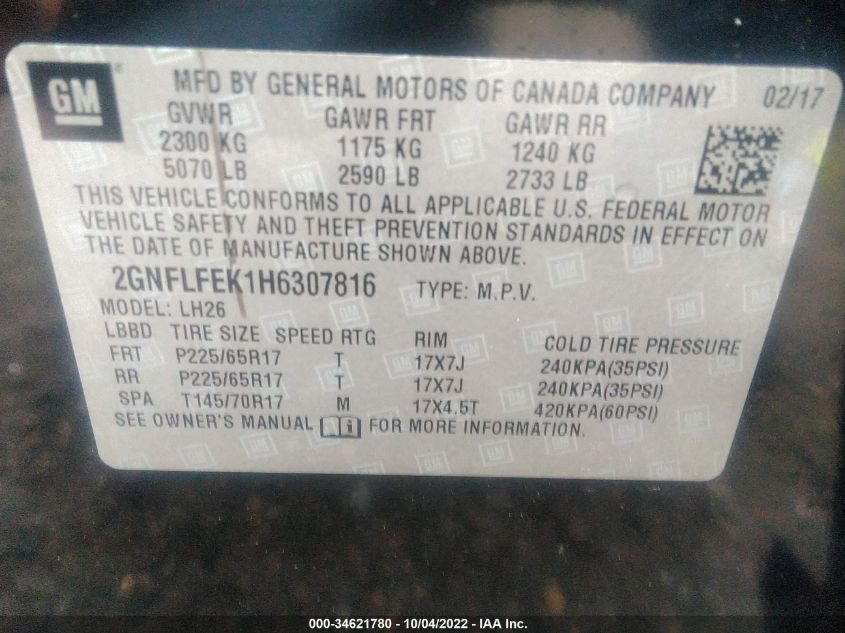 GM ® MFD BY GENERAL MOTORS OF CANADA COMPANY 02/17
GVWR GAWR FRT GAWR RR
2300 KG 1175 KG 1240 KG
5070 LB 2590 LB 2733 LB
THIS VEHICLE CONFORMS TO ALL APPLICABLE U.S. FEDERAL MOTOR
VEHICLE SAFETY AND THEFT PREVENTION STANDARDS IN EFFECT ON
THE DATE OF MANUFACTURE SHOWN ABOVE.
2GNFLFEK1H6307816 TYPE: M.P.V.
MODEL: LH26
LBBD TIRE SIZE SPEED RTG RIM COLD TIRE PRESSURE
FRT P225/65R17 T 17X7J 240KPA(35PSI)
RR P225/65R17 T 17X7J 240KPA(35PSI)
SPA T145/70R17 M 17X4.5T 420KPA(60PSI)
SEE OWNER'S MANUAL i FOR MORE INFORMATION.
000-34621780 - 10/04/2022 - IAA Inc.